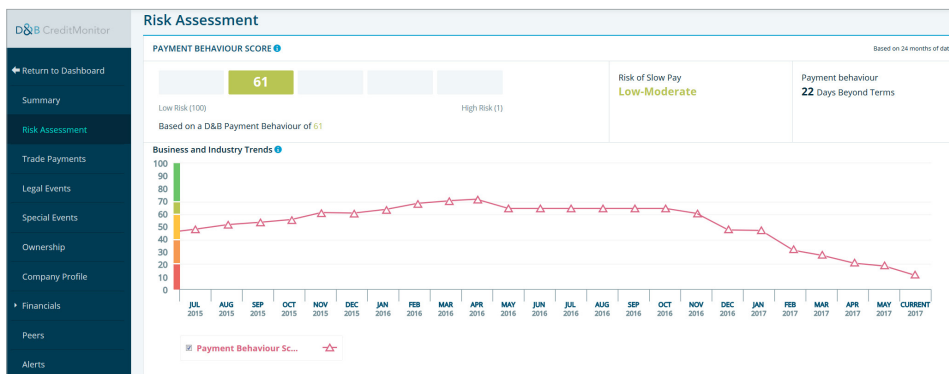 D&B CreditMonitor
Return to Dashboard
Summary
Risk Assessment
Trade Payments
Legal Events
Special Events
Ownership
Company Profile
Financials
Peers
Alerts
Risk Assessment
PAYMENT BEHAVIOUR SCORE
Based on 24 months of dat
61
Low Risk (100) High Risk (1)
Based on a D&B Payment Behaviour of 61
Risk of Slow Pay
Low-Moderate
Payment behaviour
22 Days Beyond Terms
Business and Industry Trends
100
90
80
70
60
50
40
30
20
10
0
JUL AUG SEP OCT NOV DEC JAN FEB MAR APR MAY JUN JUL AUG SEP OCT NOV DEC JAN FEB MAR APR MAY CURRENT
2015 2015 2015 2015 2015 2015 2016 2016 2016 2016 2016 2016 2016 2016 2016 2016 2016 2016 2017 2017 2017 2017 2017 2017
Payment Behaviour Sc...